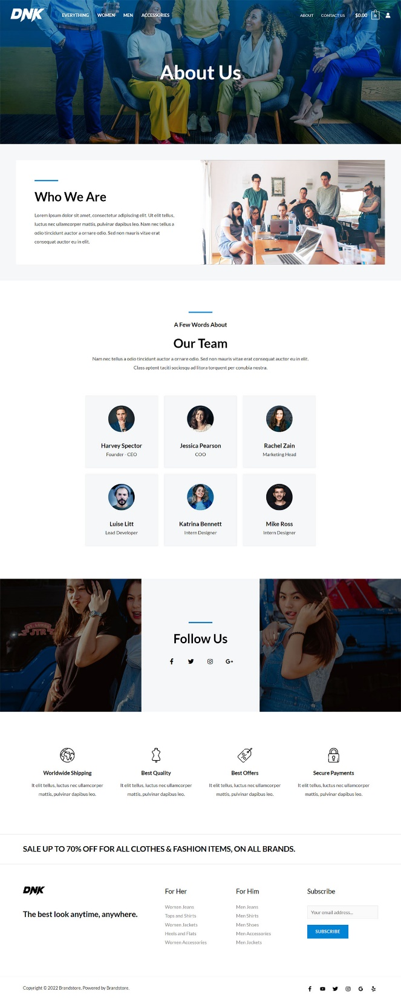 DNK
EVERYTHING WOMEN MEN ACCESSORIES
ABOUT CONTACT US $0.00 0
About Us
Who We Are
Lorem ipsum dolor sit amet, consectetur adipiscing elit. Ut elit tellus,
luctus nec ullamcorper mattis, pulvinar dapibus leo. Nam nec tellus a
odio tincidunt auctor a ornare odio. Sed non mauris vitae erat
consequat auctor eu in elit.
A Few Words About
Our Team
Nam nec tellus a odio tincidunt auctor a ornare odio. Sed non mauris vitae erat consequat auctor eu in elit.
Class aptent taciti sociosqu ad litora torquent per conubia nostra.
Harvey Spector
Founder - CEO
Jessica Pearson
COO
Rachel Zain
Marketing Head
Luise Litt
Lead Developer
Katrina Bennett
Intern Designer
Mike Ross
Intern Designer
JTR
Follow Us
Worldwide Shipping
It elit tellus, luctus nec ullamcorper
mattis, pulvinar dapibus leo.
Best Quality
It elit tellus, luctus nec ullamcorper
mattis, pulvinar dapibus leo.
Best Offers
It elit tellus, luctus nec ullamcorper
mattis, pulvinar dapibus leo.
Secure Payments
It elit tellus, luctus nec ullamcorper
mattis, pulvinar dapibus leo.
SALE UP TO 70% OFF FOR ALL CLOTHES & FASHION ITEMS, ON ALL BRANDS.
DNK
The best look anytime, anywhere.
For Her
Women Jeans
Tops and Shirts
Women Jackets
Heels and Flats
Women Accessories
For Him
Men Jeans
Men Shirts
Men Shoes
Men Accessories
Men Jackets
Subscribe
Your email address...
SUBSCRIBE
Copyright © 2022 Brandstore. Powered by Brandstore.